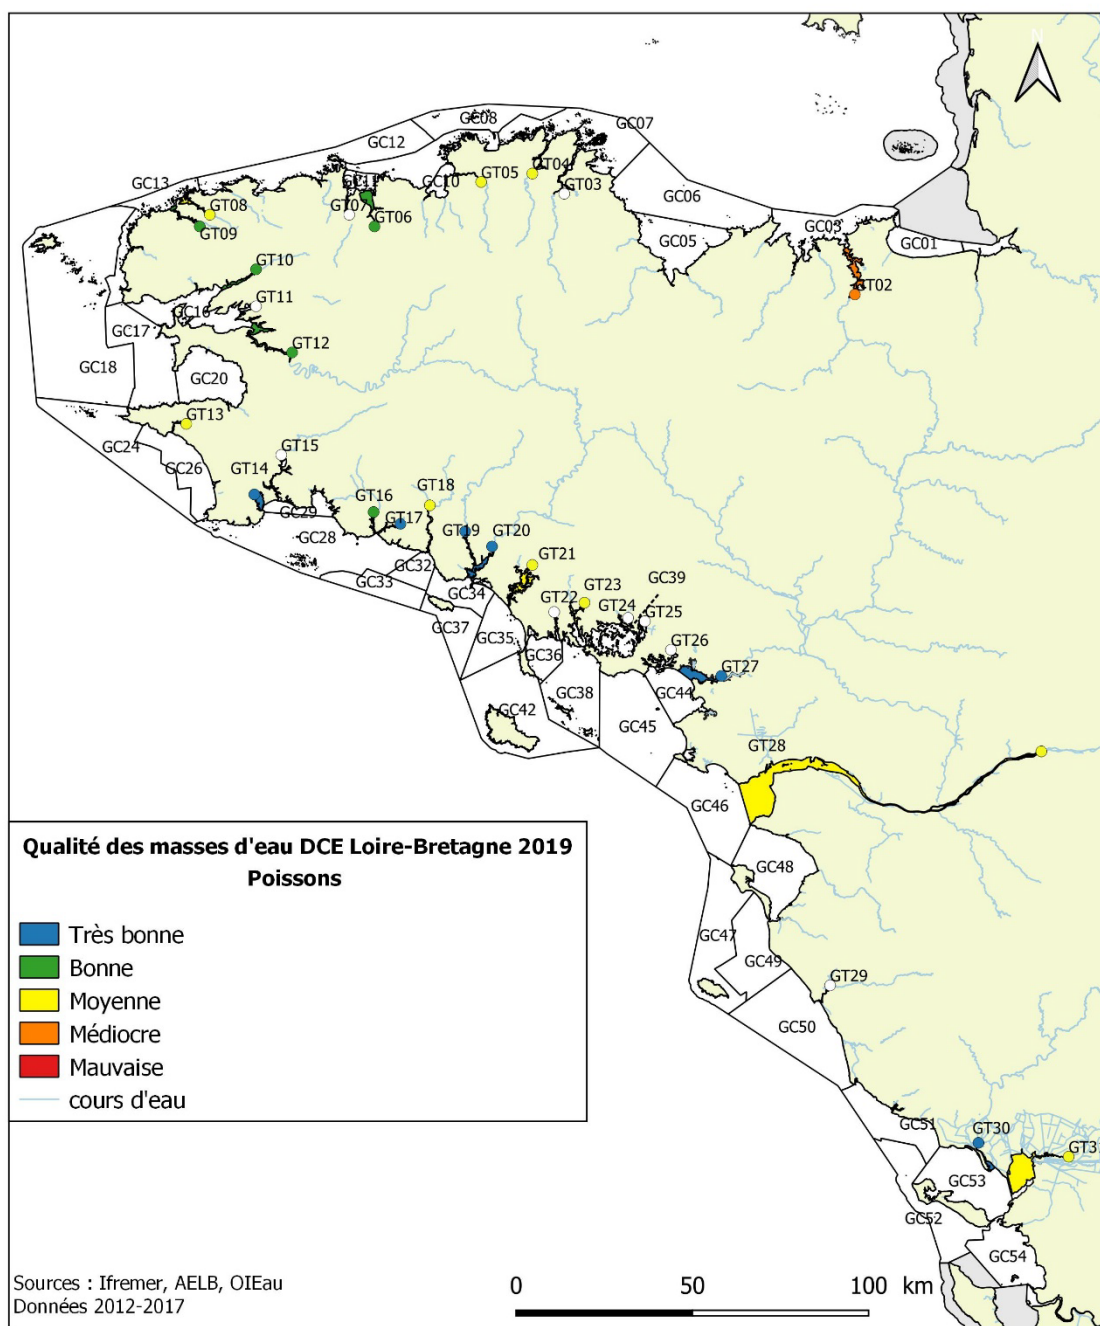 N
GC08
GC07
GC12
GC13
GC11
GC10
GT05
GT04
GT03
GC06
GT08
GT07
GT06
GC03
GC01
GT09
GC05
GT10
GT02
GT11
GC16
GC17
GT12
GC18
GC20
GT13
GC24
GT15
GC26
GT14
GT18
GT16
GC29
GT17
GT19
GT20
GC28
GC32
GT21
GC33
GC39
GC34
GT22
GT23
GT24
GT25
GC37
GC35
GT26
GC36
GT27
GC38
GC44
GC42
GC45
GT28
GC46
GC48
GC47
GC49
GT29
GC50
GC51
GT30
GT3
GC53
GC52
GC54
Qualité des masses d'eau DCE Loire-Bretagne 2019
Poissons
Très bonne
Bonne
Moyenne
Médiocre
Mauvaise
cours d'eau
Sources : Ifremer, AELB, OIEau
Données 2012-2017
0 50 100 km